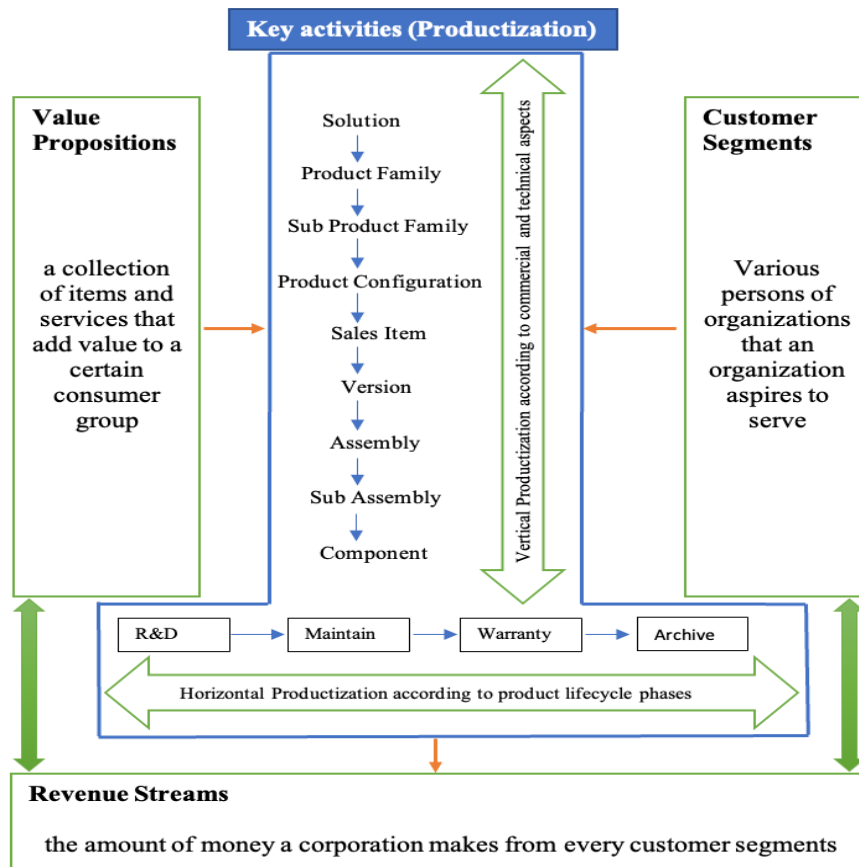 Key activities (Productization)
Value
Propositions
a collection
of items and
services that
add value to a
certain
consumer
group
Solution
Product Family
Sub Product Family
Product Configuration
Sales Item
Version
Assembly
Sub Assembly
Component
Vertical Productization according to commercial and technical aspects
Customer
Segments
Various
persons of
organizations
that an
organization
aspires to
serve
R&D
Maintain
Warranty
Archive
Horizontal Productization according to product lifecycle phases
Revenue Streams
the amount of money a corporation makes from every customer segments